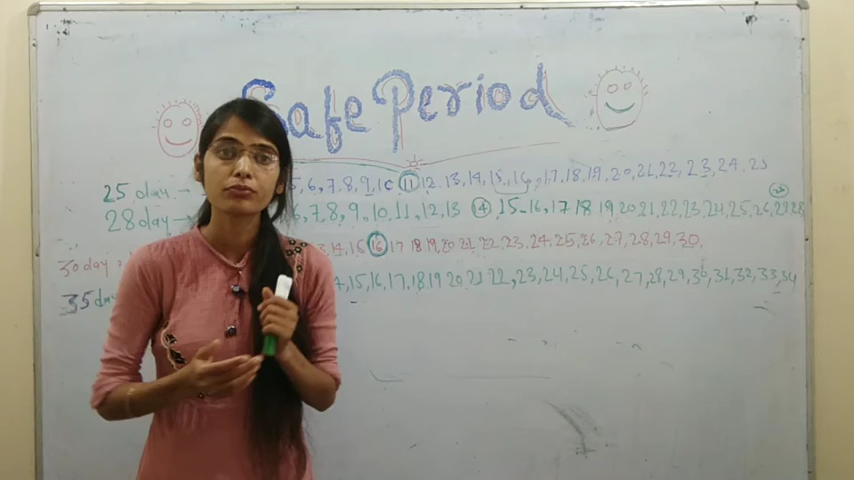 Safe Period
25 day - 5, 6, 7, 8, 9, 10 11 12, 13, 14, 15, 16, 17, 18, 19, 20, 21, 22, 23, 24, 25
28 day - 6, 7, 8, 9, 10, 11, 12, 13 14 15, 16, 17 18 19, 20, 21, 22, 23, 24, 25, 26, 27 28
30 day 14, 15 16 17 18 19, 20, 21, 22, 23, 24, 25, 26, 27, 28, 29, 30,
35 day 15, 16, 17, 18, 19 20, 21 22, 23, 24, 25, 26, 27, 28, 29, 30, 31, 32, 33, 34